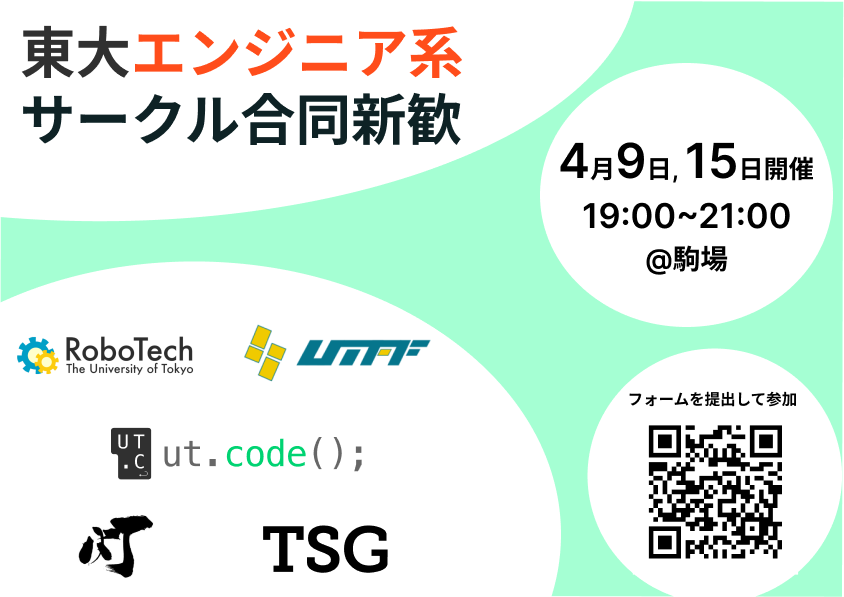 東大エンジニア系
サークル合同新歓
4月9日, 15日開催
19:00~21:00
@駒場
RoboTech
The University of Tokyo
UTFF
UT
.C
ut.code();
灯
TSG
フォームを提出して参加